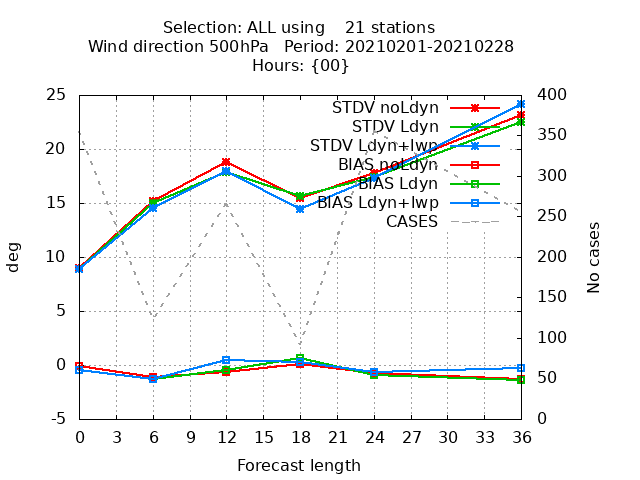 Selection: ALL using 21 stations
Wind direction 500hPa Period: 20210201-20210228
Hours: {00}
STDV noLdyn
STDV Ldyn
STDV Ldyn+lwp
BIAS noLdyn
BIAS Ldyn
BIAS Ldyn+lwp
CASES
25
20
15
10
5
0
-5
deg
400
350
300
250
200
150
100
50
0
No cases
0 3 6 9 12 15 18 21 24 27 30 33 36
Forecast length